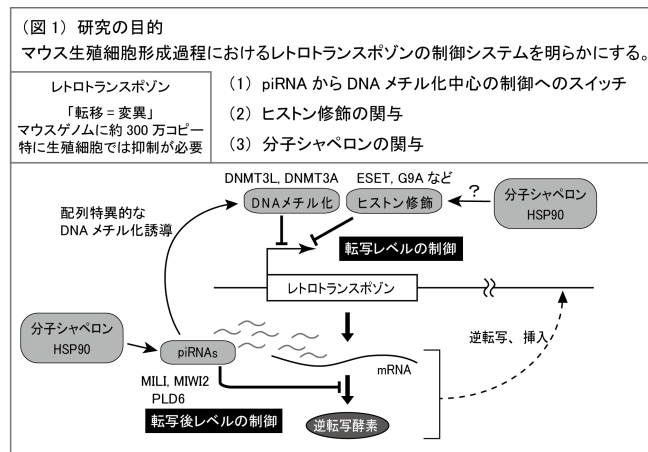 (図 1) 研究の目的
マウス生殖細胞形成過程におけるレトロトランスポゾンの制御システムを明らかにする。
レトロトランスポゾン
「転移 = 変異」
マウスゲノムに約 300 万コピー
特に生殖細胞では抑制が必要
(1) piRNA から DNA メチル化中心の制御へのスイッチ
(2) ヒストン修飾の関与
(3) 分子シャペロンの関与
DNMT3L, DNMT3A
ESET, G9A など
DNAメチル化
ヒストン修飾
?
分子シャペロン
HSP90
配列特異的な
DNA メチル化誘導
転写レベルの制御
レトロトランスポゾン
分子シャペロン
HSP90
piRNAs
mRNA
逆転写、挿入
MILI, MIWI2
PLD6
転写後レベルの制御
逆転写酵素